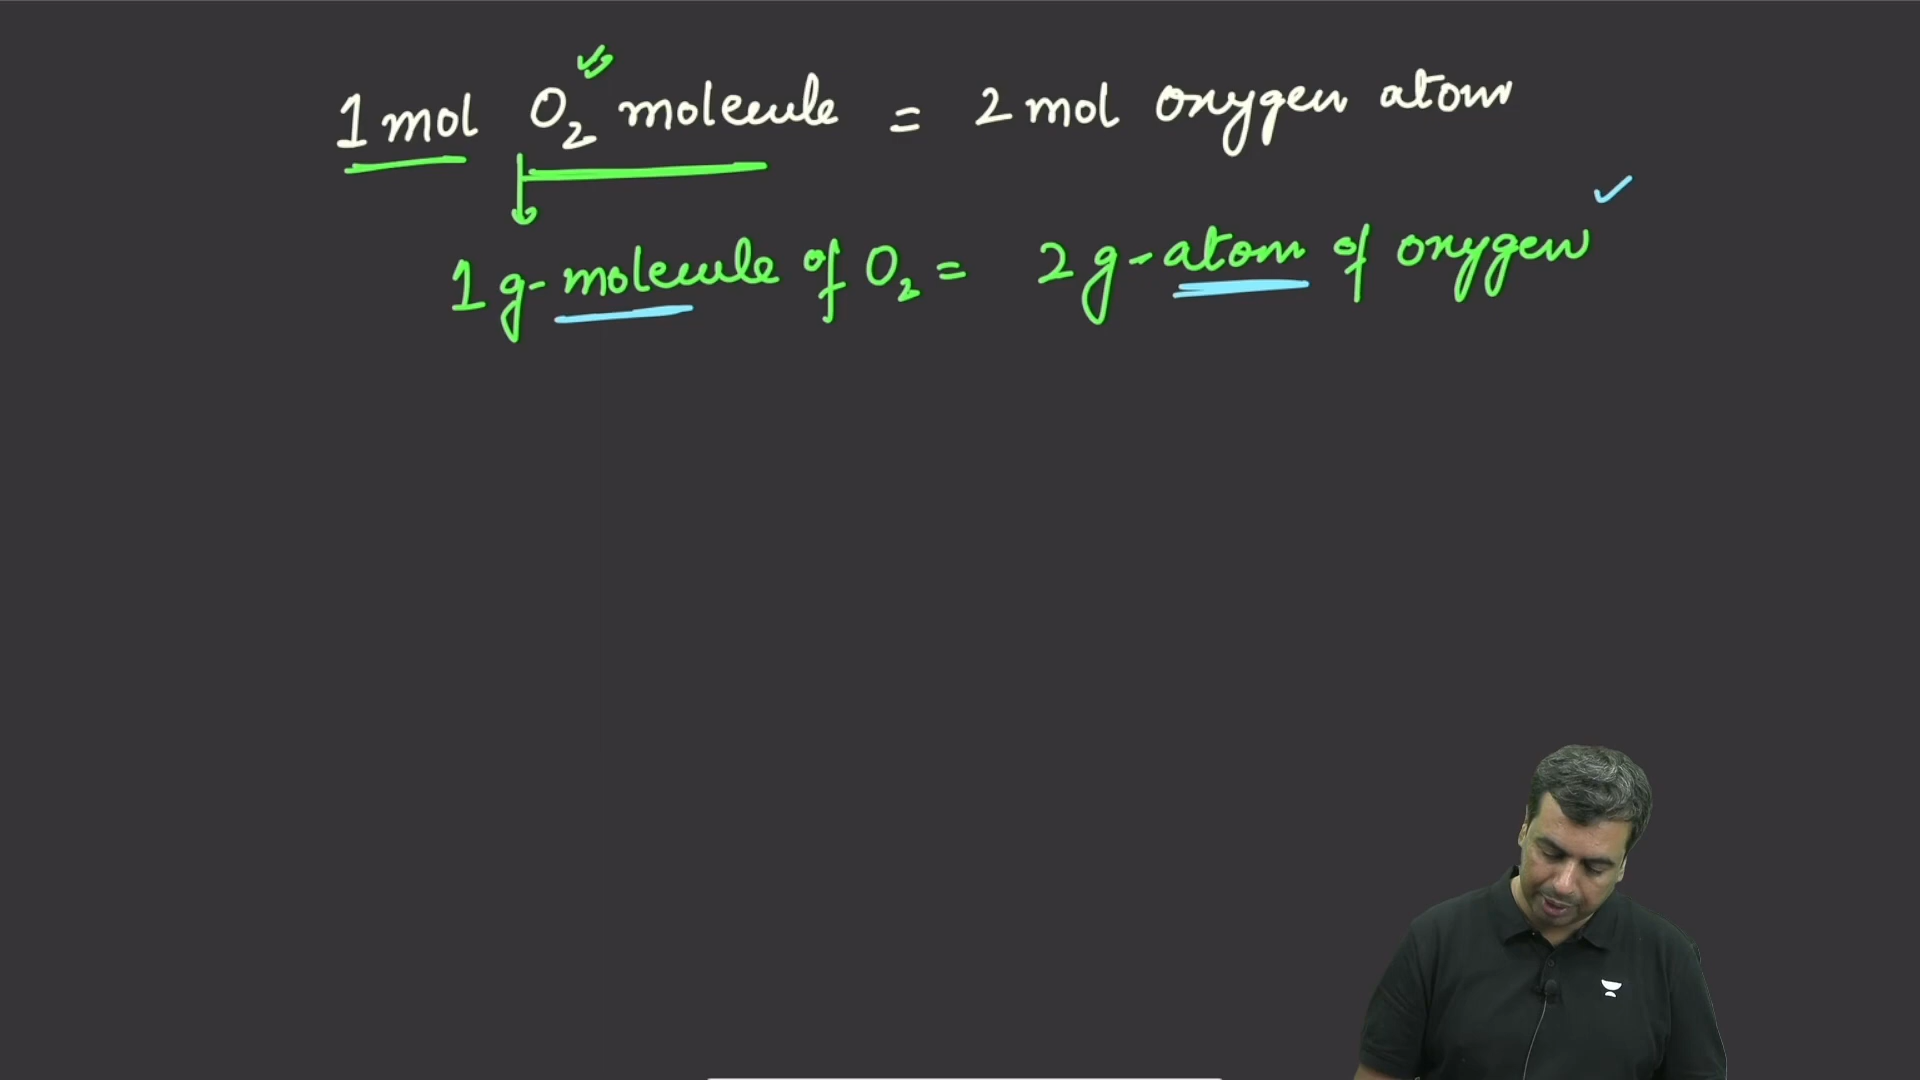 1 mol O₂ molecule = 2 mol oxygen atom
1 g-molecule of O₂ = 2 g-atom of oxygen